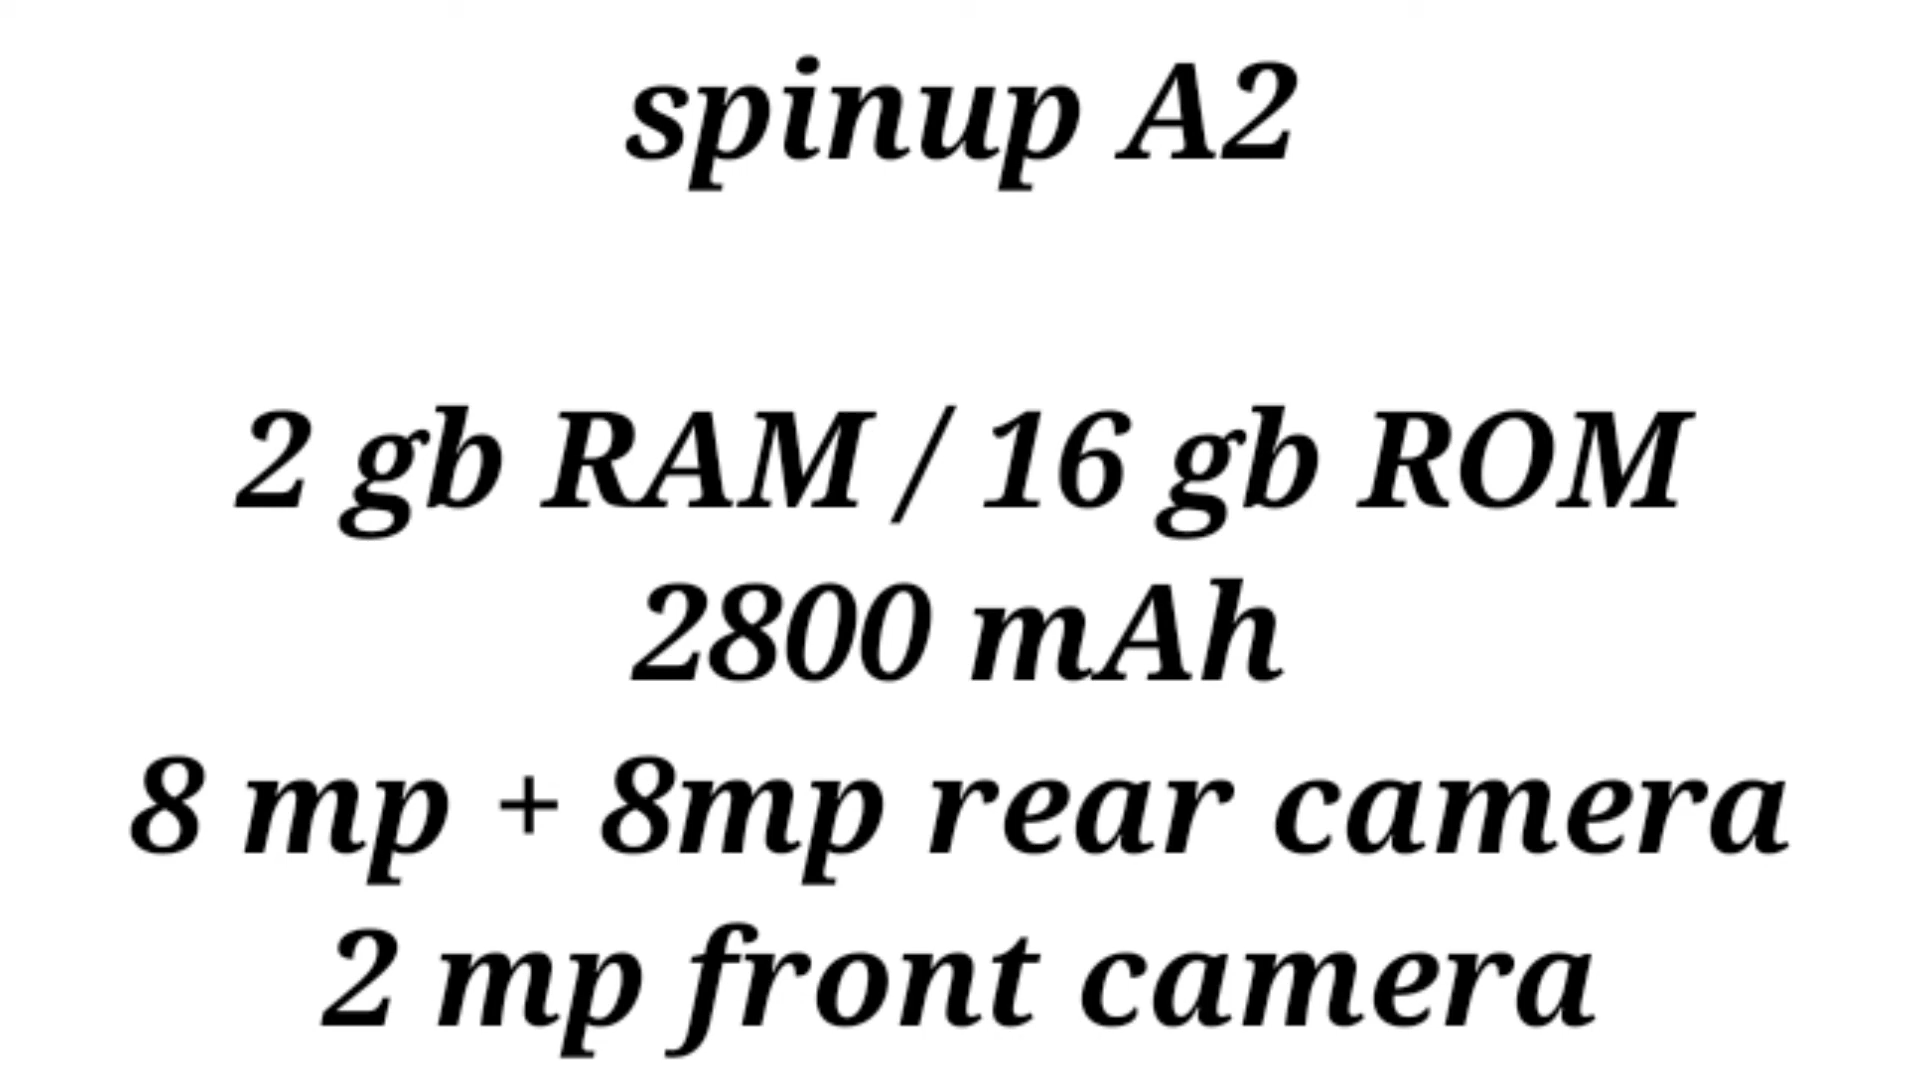 spinup A2
2 gb RAM / 16 gb ROM
2800 mAh
8 mp + 8mp rear camera
2 mp front camera